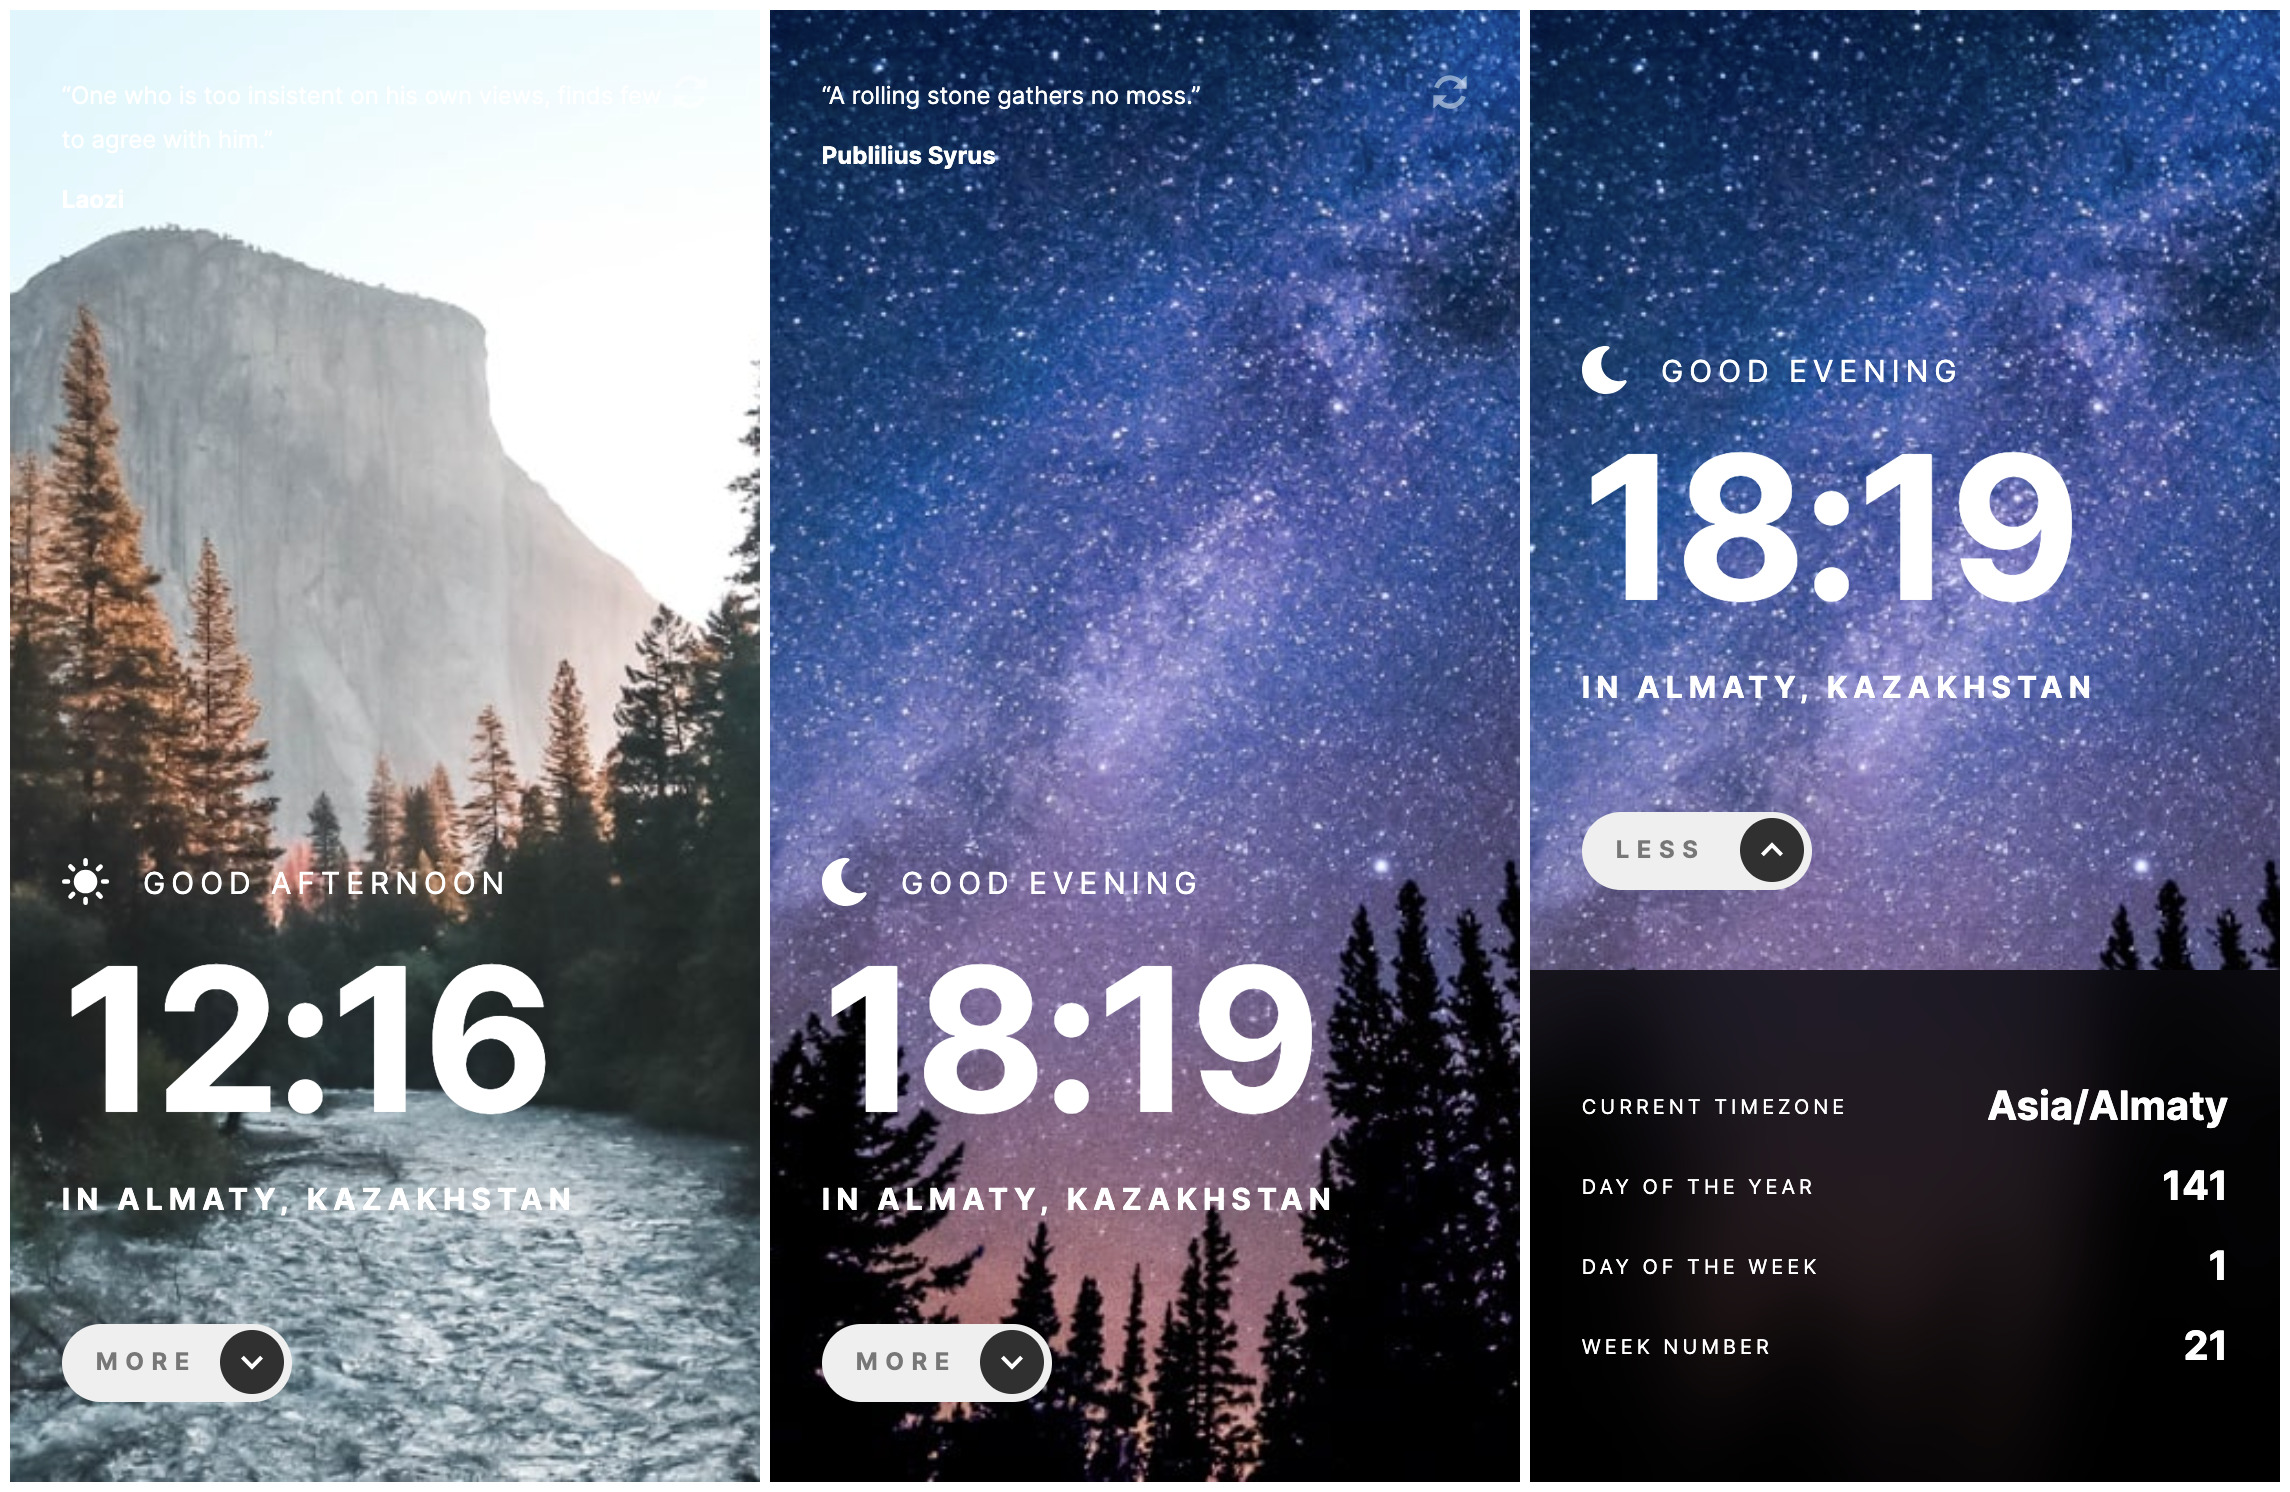 “One who is too insistent on his own views, finds few
to agree with him.”
Laozi
GOOD AFTERNOON
12:16
IN ALMATY, KAZAKHSTAN
MORE
“A rolling stone gathers no moss.”
Publilius Syrus
GOOD EVENING
18:19
IN ALMATY, KAZAKHSTAN
MORE
GOOD EVENING
18:19
IN ALMATY, KAZAKHSTAN
LESS
CURRENT TIMEZONE Asia/Almaty
DAY OF THE YEAR 141
DAY OF THE WEEK 1
WEEK NUMBER 21